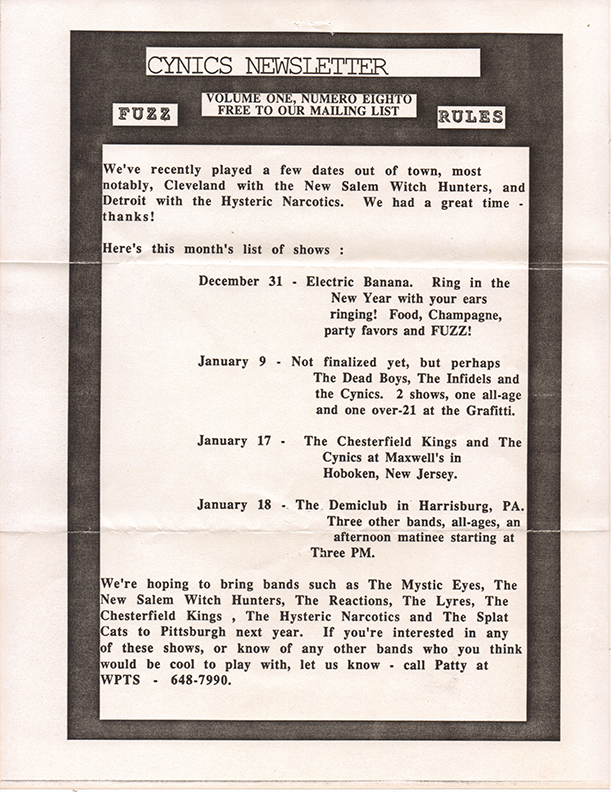 CYNICS NEWSLETTER
VOLUME ONE, NUMERO EIGHTO
FREE TO OUR MAILING LIST
FUZZ
RULES
We've recently played a few dates out of town, most
notably, Cleveland with the New Salem Witch Hunters, and
Detroit with the Hysteric Narcotics. We had a great time -
thanks!
Here's this month's list of shows :
December 31 - Electric Banana. Ring in the
New Year with your ears
ringing! Food, Champagne,
party favors and FUZZ!
January 9 - Not finalized yet, but perhaps
The Dead Boys, The Infidels and
the Cynics. 2 shows, one all-age
and one over-21 at the Grafitti.
January 17 - The Chesterfield Kings and The
Cynics at Maxwell's in
Hoboken, New Jersey.
January 18 - The Demiclub in Harrisburg, PA.
Three other bands, all-ages, an
afternoon matinee starting at
Three PM.
We're hoping to bring bands such as The Mystic Eyes, The
New Salem Witch Hunters, The Reactions, The Lyres, The
Chesterfield Kings , The Hysteric Narcotics and The Splat
Cats to Pittsburgh next year. If you're interested in any
of these shows, or know of any other bands who you think
would be cool to play with, let us know - call Patty at
WPTS - 648-7990.